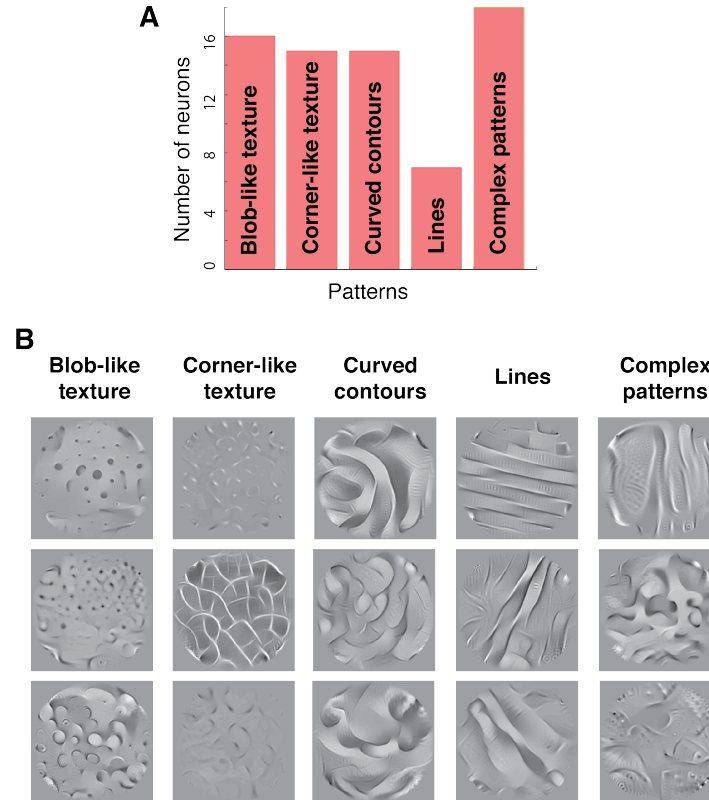 A
Number of neurons
16
12
8
4
0
Blob-like texture
Corner-like texture
Curved contours
Lines
Complex patterns
Patterns
B
Blob-like
texture
Corner-like
texture
Curved
contours
Lines
Complex
patterns